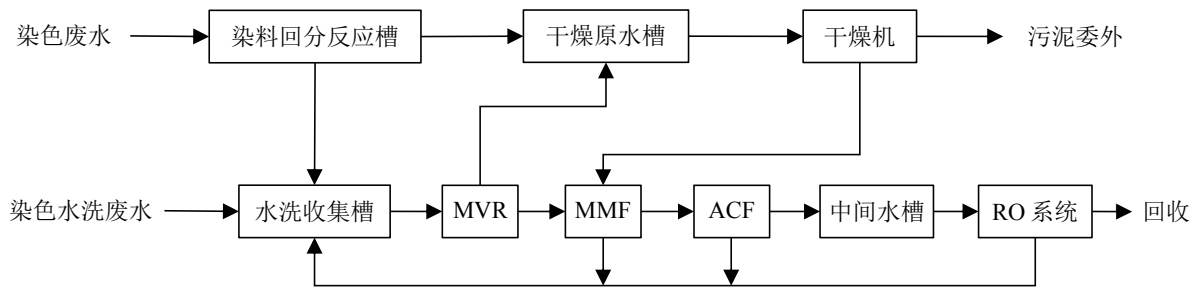 染色废水
染料回分反应槽
干燥原水槽
干燥机
污泥委外
染色水洗废水
水洗收集槽
MVR
MMF
ACF
中间水槽
RO 系统
回收